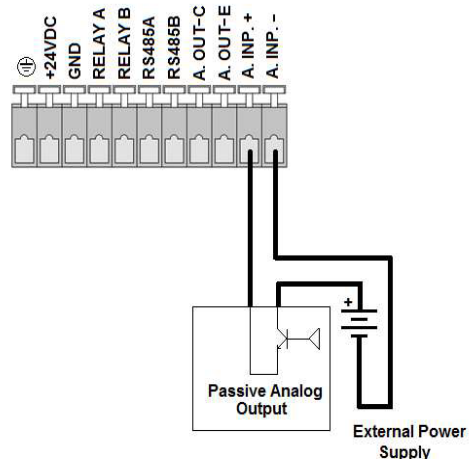 +24VDC
GND
RELAY A
RELAY B
RS485A
RS485B
A. OUT-C
A. OUT-E
A. INP. +
A. INP. -
+
Passive Analog
Output
External Power
Supply